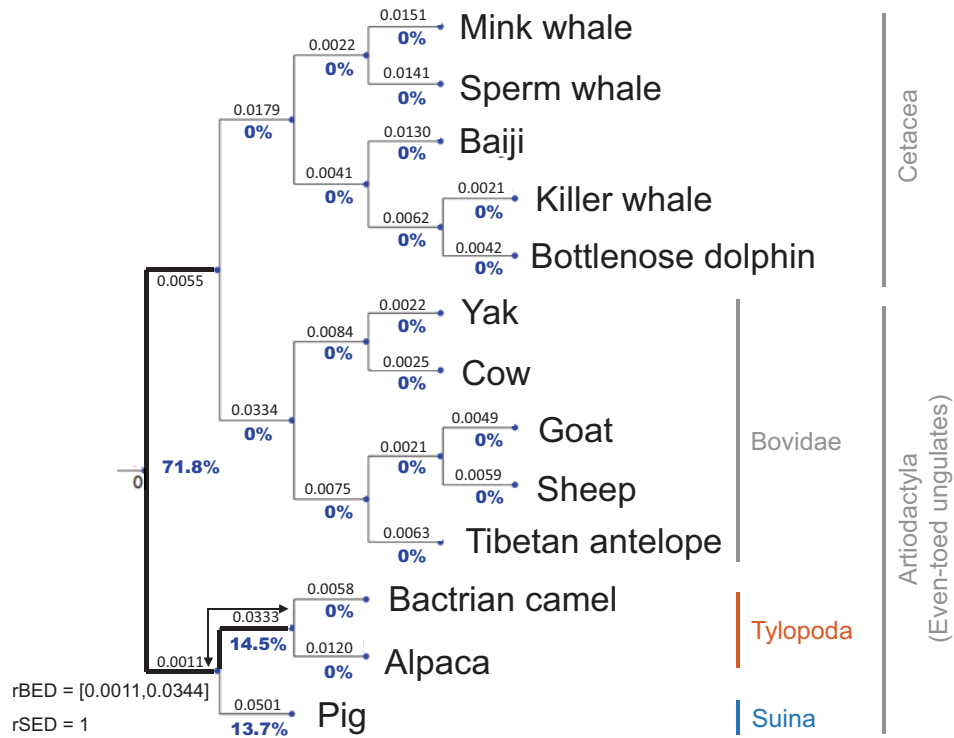 0.0151
0%
Mink whale
0.0022
0%
0.0141
0%
Sperm whale
0.0179
0%
0.0130
0%
Baiji
0.0041
0%
0.0021
0%
Killer whale
0.0062
0%
0.0042
0%
Bottlenose dolphin
Cetacea
0.0055
0.0022
0%
Yak
0.0084
0%
0.0025
0%
Cow
0.0334
0%
0.0049
0%
Goat
0.0021
0%
0.0059
0%
Sheep
0.0075
0%
0.0063
0%
Tibetan antelope
Bovidae
Artiodactyla
(Even-toed ungulates)
0
71.8%
0.0058
0%
Bactrian camel
0.0333
14.5%
0.0120
0%
Alpaca
Tylopoda
0.0011
rBED = [0.0011,0.0344]
rSED = 1
0.0501
13.7%
Pig
Suina